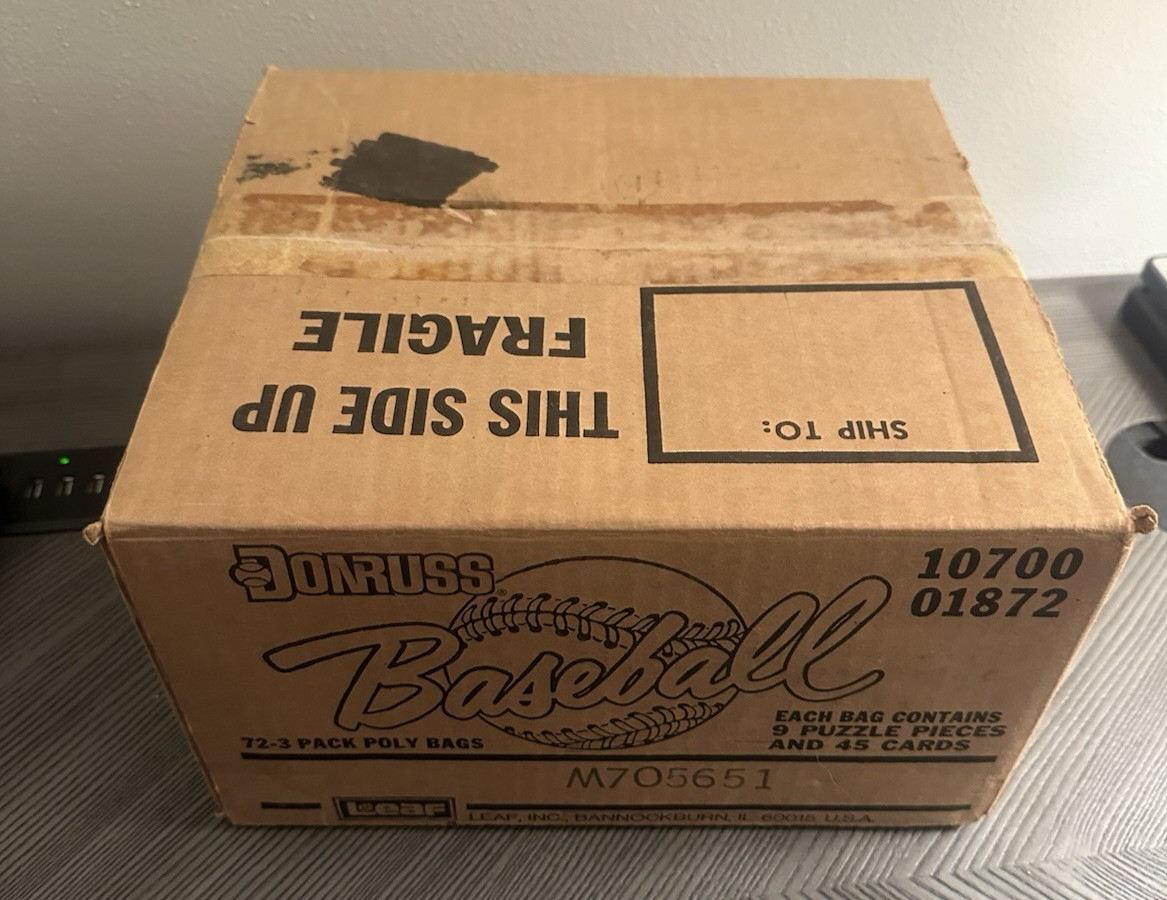 FRAGILE
THIS SIDE UP
SHIP TO:
DONRUSS®
Baseball
10700
01872
72-3 PACK POLY BAGS
EACH BAG CONTAINS
9 PUZZLE PIECES
AND 45 CARDS
M705651
Leaf
LEAF, INC., BANNOCKBURN, IL 60015 U.S.A.